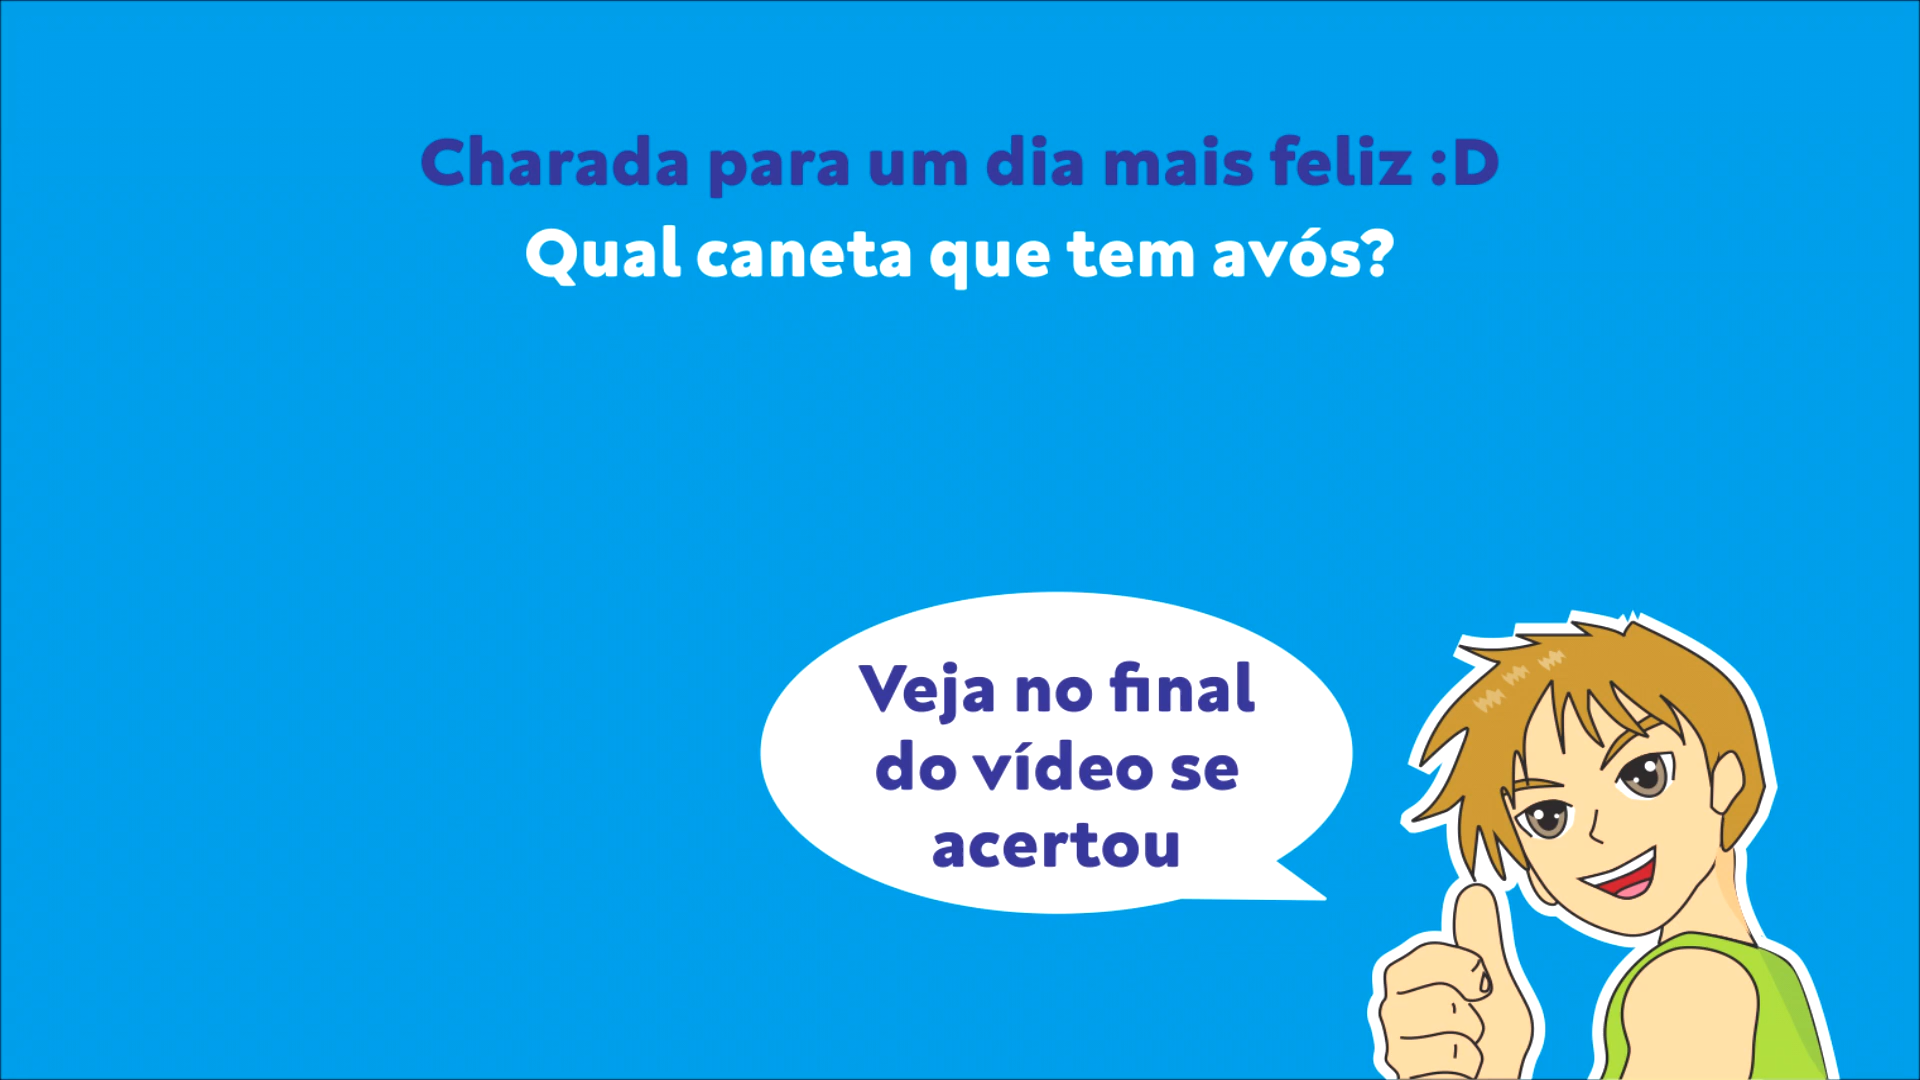 Charada para um dia mais feliz :D
Qual caneta que tem avós?
Veja no final
do vídeo se
acertou